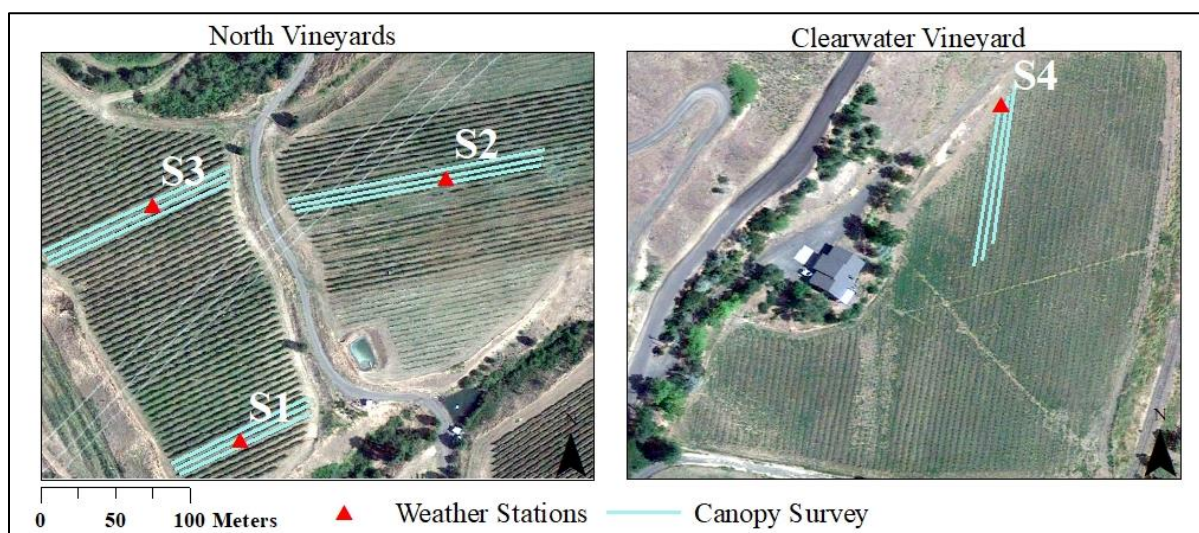 North Vineyards
Clearwater Vineyard
S4
S2
S3
S1
N
0 50 100 Meters
Weather Stations
Canopy Survey